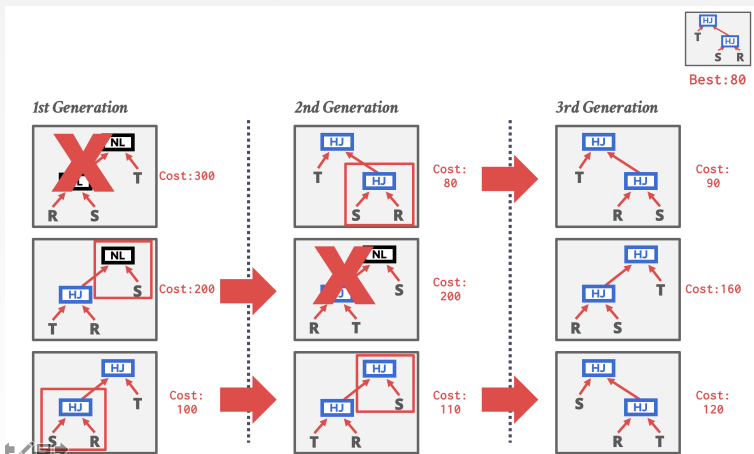 HJ
T
HJ
S R
Best:80
1st Generation
2nd Generation
3rd Generation
NL
T
R S
Cost:300
HJ
T
HJ
S R
Cost:
80
HJ
T
HJ
R S
Cost:
90
NL
HJ
S
T R
Cost:200
NL
S
R T
Cost:
200
HJ
HJ
T
R S
Cost:160
HJ
HJ
T
S R
Cost:
100
HJ
HJ
S
T R
Cost:
110
HJ
S
HJ
R T
Cost:
120